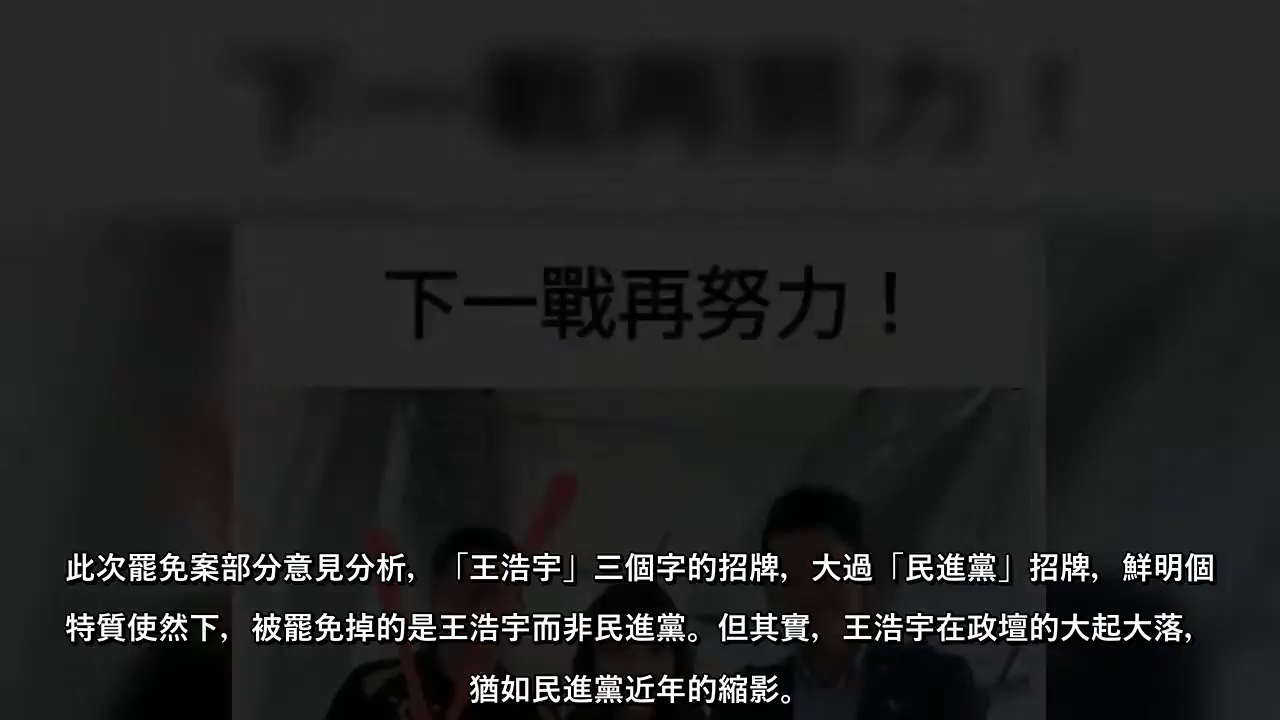 下一戰再努力！
下一戰再努力！
此次罷免案部分意見分析，「王浩宇」三個字的招牌，大過「民進黨」招牌，鮮明個
特質使然下，被罷免掉的是王浩宇而非民進黨。但其實，王浩宇在政壇的大起大落，
猶如民進黨近年的縮影。